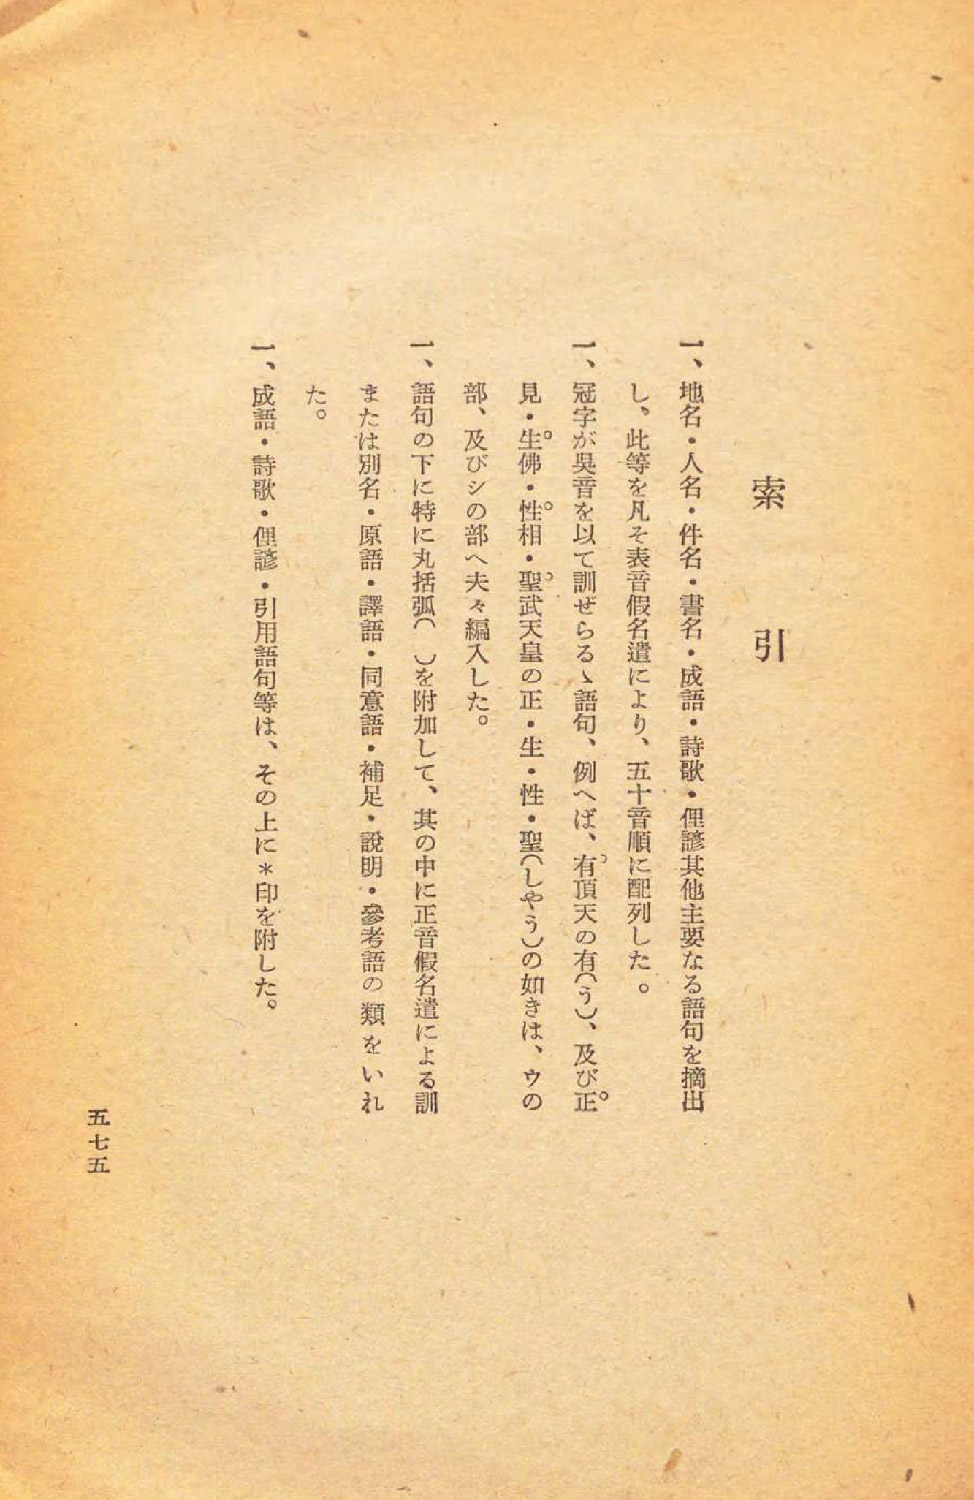 索引
一、地名・人名・件名・書名・成語・詩歌・俚諺其他主要なる語句を摘出
し、此等を凡そ表音假名遣により、五十音順に配列した。
一、冠字が吳音を以て訓せらるゝ語句、例へば、有頂天の有(う)、及び正
見・生佛・性相・聖武天皇の正・生・性・聖(しやう)の如きは、ウの
部、及びシの部へ夫々編入した。
一、語句の下に特に丸括弧( )を附加して、其の中に正音假名遣による訓
または別名・原語・譯語・同意語・補足・說明・參考語の類をいれ
た。
一、成語・詩歌・俚諺・引用語句等は、その上に*印を附した。
五七五